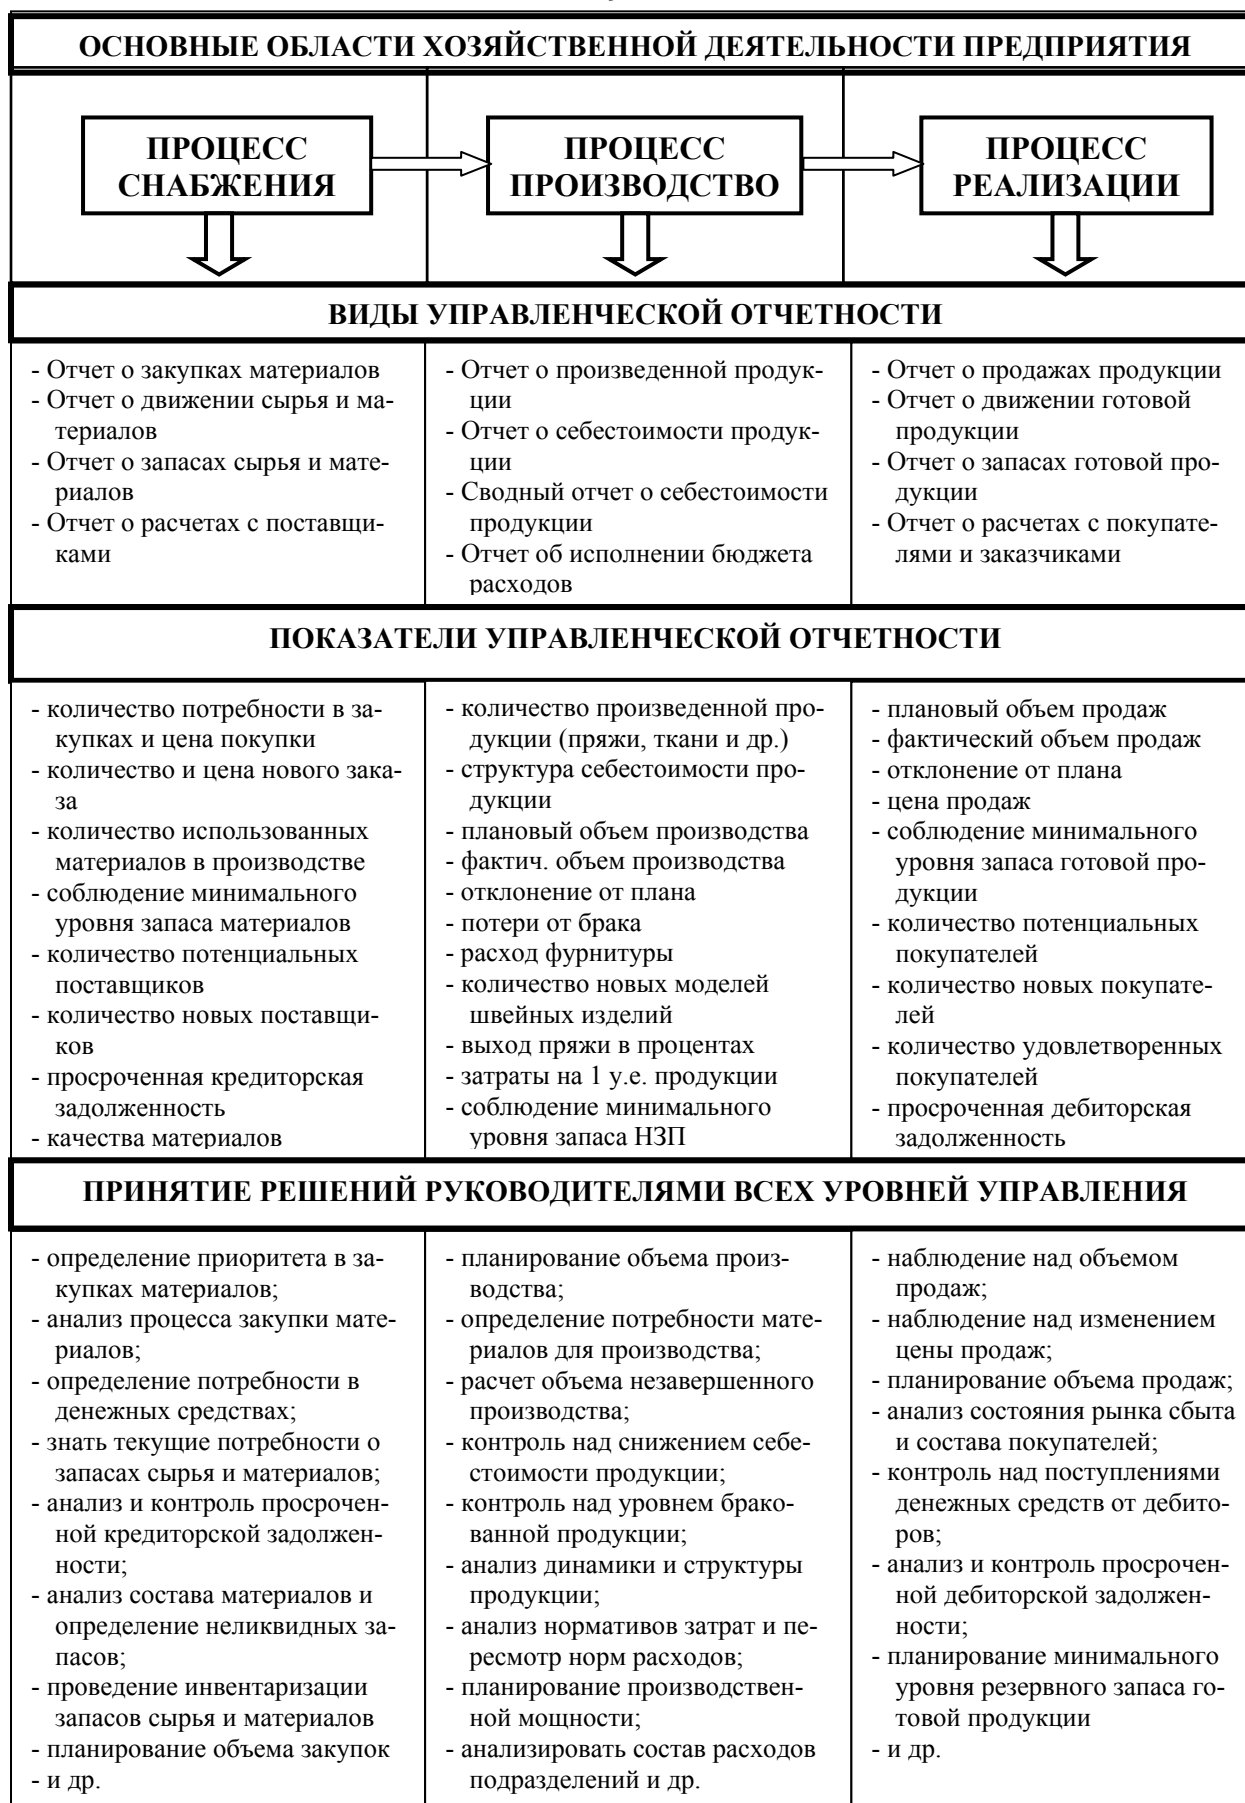 ОСНОВНЫЕ ОБЛАСТИ ХОЗЯЙСТВЕННОЙ ДЕЯТЕЛЬНОСТИ ПРЕДПРИЯТИЯ
ПРОЦЕСС
СНАБЖЕНИЯ
ПРОЦЕСС
ПРОИЗВОДСТВО
ПРОЦЕСС
РЕАЛИЗАЦИИ
ВИДЫ УПРАВЛЕНЧЕСКОЙ ОТЧЕТНОСТИ
- Отчет о закупках материалов
- Отчет о движении сырья и ма-
териалов
- Отчет о запасах сырья и мате-
риалов
- Отчет о расчетах с поставщи-
ками
- Отчет о произведенной продук-
ции
- Отчет о себестоимости продук-
ции
- Сводный отчет о себестоимости
продукции
- Отчет об исполнении бюджета
расходов
- Отчет о продажах продукции
- Отчет о движении готовой
продукции
- Отчет о запасах готовой про-
дукции
- Отчет о расчетах с покупате-
лями и заказчиками
ПОКАЗАТЕЛИ УПРАВЛЕНЧЕСКОЙ ОТЧЕТНОСТИ
- количество потребности в за-
купках и цена покупки
- количество и цена нового зака-
за
- количество использованных
материалов в производстве
- соблюдение минимального
уровня запаса материалов
- количество потенциальных
поставщиков
- количество новых поставщи-
ков
- просроченная кредиторская
задолженность
- качества материалов
- количество произведенной про-
дукции (пряжи, ткани и др.)
- структура себестоимости про-
дукции
- плановый объем производства
- фактич. объем производства
- отклонение от плана
- потери от брака
- расход фурнитуры
- количество новых моделей
швейных изделий
- выход пряжи в процентах
- затраты на 1 у.е. продукции
- соблюдение минимального
уровня запаса НЗП
- плановый объем продаж
- фактический объем продаж
- отклонение от плана
- цена продаж
- соблюдение минимального
уровня запаса готовой про-
дукции
- количество потенциальных
покупателей
- количество новых покупате-
лей
- количество удовлетворенных
покупателей
- просроченная дебиторская
задолженность
ПРИНЯТИЕ РЕШЕНИЙ РУКОВОДИТЕЛЯМИ ВСЕХ УРОВНЕЙ УПРАВЛЕНИЯ
- определение приоритета в за-
купках материалов;
- анализ процесса закупки мате-
риалов;
- определение потребности в
денежных средствах;
- знать текущие потребности о
запасах сырья и материалов;
- анализ и контроль просрочен-
ной кредиторской задолжен-
ности;
- анализ состава материалов и
определение неликвидных за-
пасов;
- проведение инвентаризации
запасов сырья и материалов
- планирование объема закупок
- и др.
- планирование объема произ-
водства;
- определение потребности мате-
риалов для производства;
- расчет объема незавершенного
производства;
- контроль над снижением себе-
стоимости продукции;
- контроль над уровнем брако-
ванной продукции;
- анализ динамики и структуры
продукции;
- анализ нормативов затрат и пе-
ресмотр норм расходов;
- планирование производствен-
ной мощности;
- анализировать состав расходов
подразделений и др.
- наблюдение над объемом
продаж;
- наблюдение над изменением
цены продаж;
- планирование объема продаж;
- анализ состояния рынка сбыта
и состава покупателей;
- контроль над поступлениями
денежных средств от дебито-
ров;
- анализ и контроль просрочен-
ной дебиторской задолжен-
ности;
- планирование минимального
уровня резервного запаса го-
товой продукции
- и др.